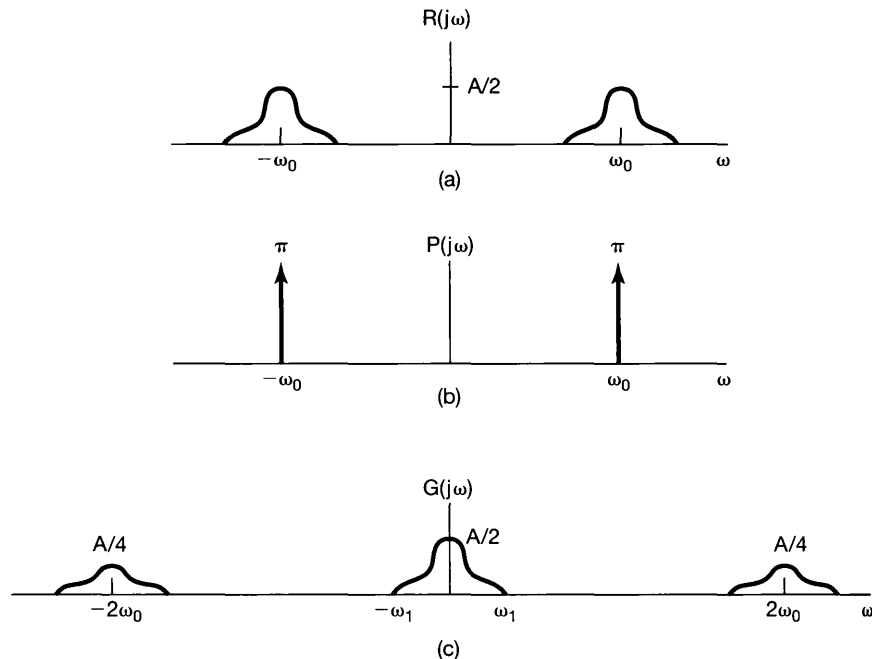 R(jω)
A/2
−ω₀ ω₀ ω
(a)
π P(jω) π
−ω₀ ω₀ ω
(b)
G(jω)
A/4 A/2 A/4
−2ω₀ −ω₁ ω₁ 2ω₀ ω
(c)